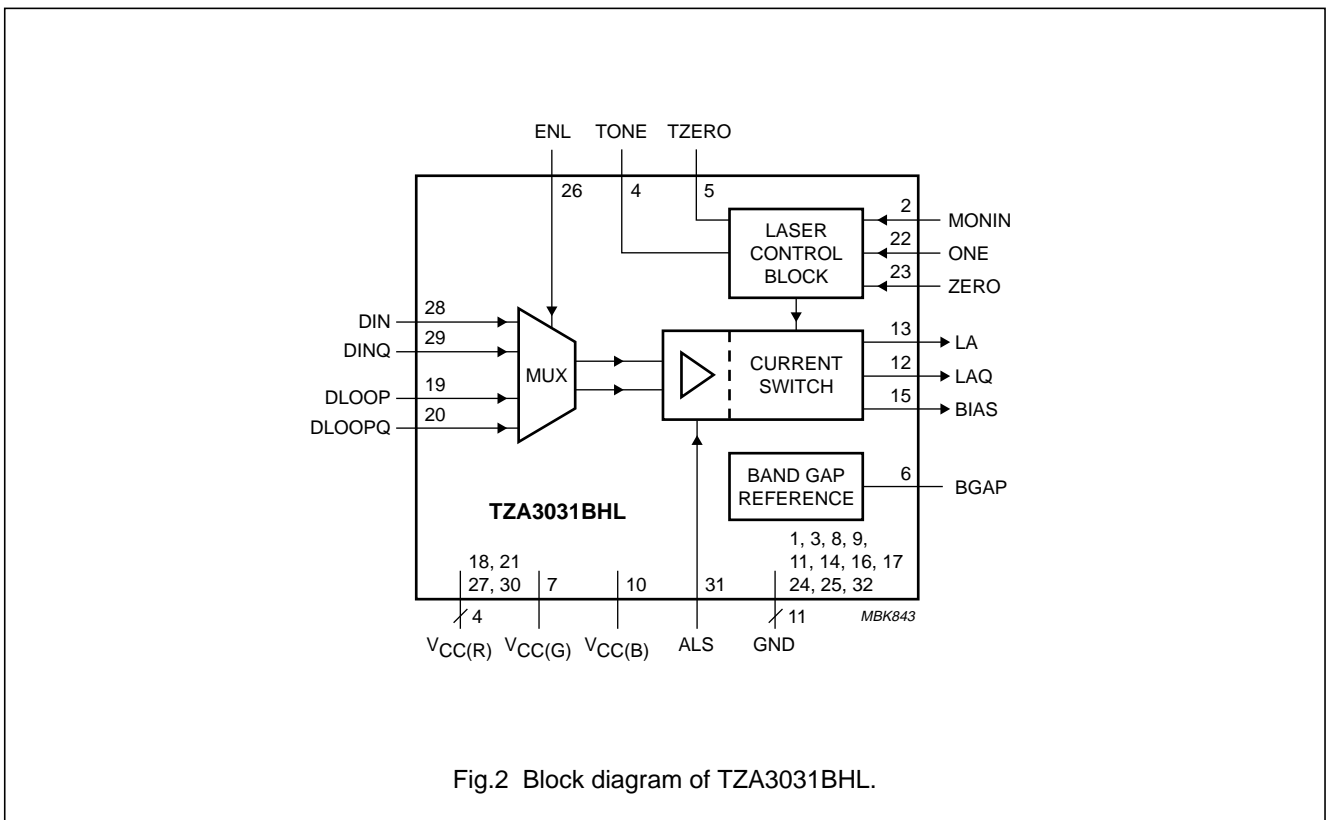 ENL TONE TZERO
26 4 5
2 MONIN
LASER
CONTROL
BLOCK
22 ONE
23 ZERO
DIN 28
DINQ 29
DLOOP 19
DLOOPQ 20
MUX
CURRENT
SWITCH
13 LA
12 LAQ
15 BIAS
BAND GAP
REFERENCE
6 BGAP
TZA3031BHL
18, 21
27, 30 7 10 31
1, 3, 8, 9,
11, 14, 16, 17
24, 25, 32
4 11 MBK843
VCC(R) VCC(G) VCC(B) ALS GND
Fig.2 Block diagram of TZA3031BHL.